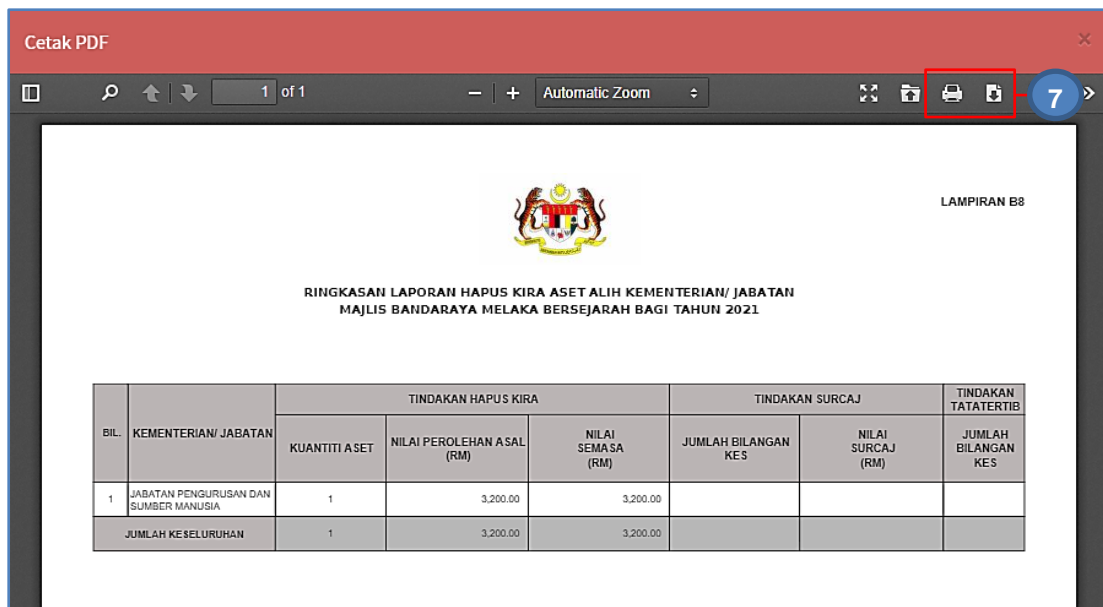 Cetak PDF ×
1 of 1 − + Automatic Zoom 7 »
LAMPIRAN B8
RINGKASAN LAPORAN HAPUS KIRA ASET ALIH KEMENTERIAN/ JABATAN
MAJLIS BANDARAYA MELAKA BERSEJARAH BAGI TAHUN 2021
BIL. KEMENTERIAN/ JABATAN TINDAKAN HAPUS KIRA TINDAKAN SURCAJ TINDAKAN TATATERTIB
KUANTITI ASET NILAI PEROLEHAN ASAL (RM) NILAI SEMASA (RM) JUMLAH BILANGAN KES NILAI SURCAJ (RM) JUMLAH BILANGAN KES
1 JABATAN PENGURUSAN DAN SUMBER MANUSIA 1 3,200.00 3,200.00
JUMLAH KESELURUHAN 1 3,200.00 3,200.00